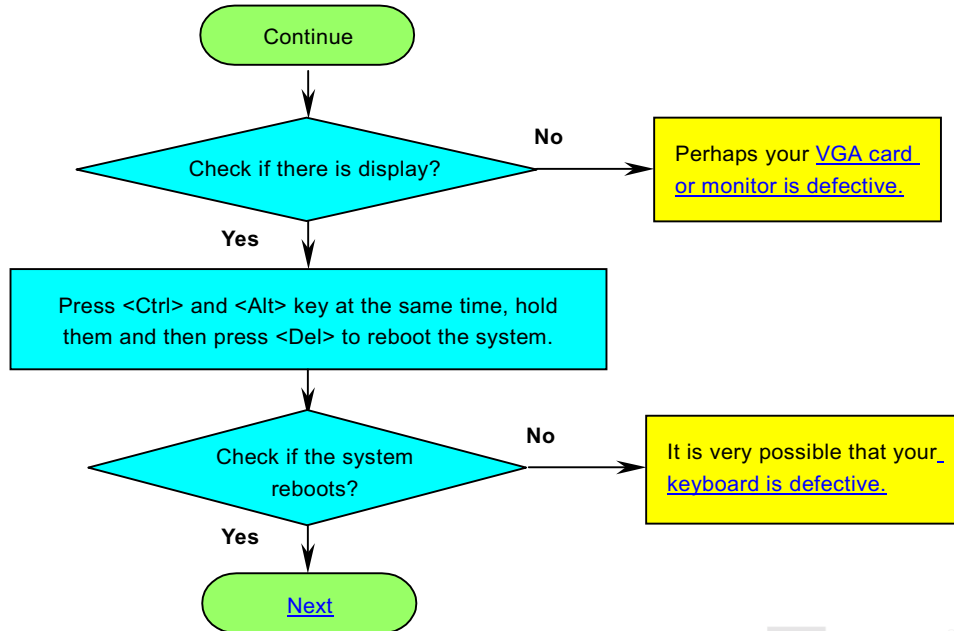 Continue
Check if there is display?
No
Perhaps your VGA card
or monitor is defective.
Yes
Press <Ctrl> and <Alt> key at the same time, hold
them and then press <Del> to reboot the system.
Check if the system
reboots?
No
It is very possible that your
keyboard is defective.
Yes
Next